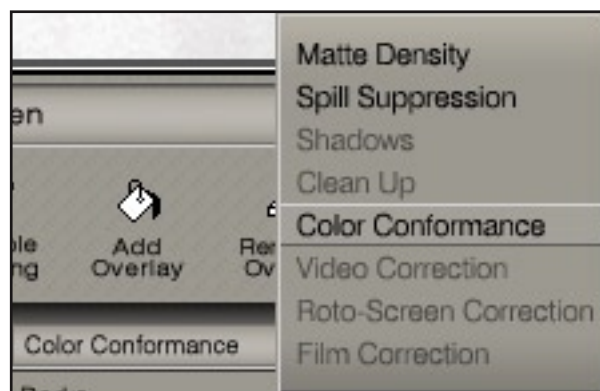 en
Add
Overlay
Color Conformance
Matte Density
Spill Suppression
Shadows
Clean Up
Color Conformance
Video Correction
Roto-Screen Correction
Film Correction